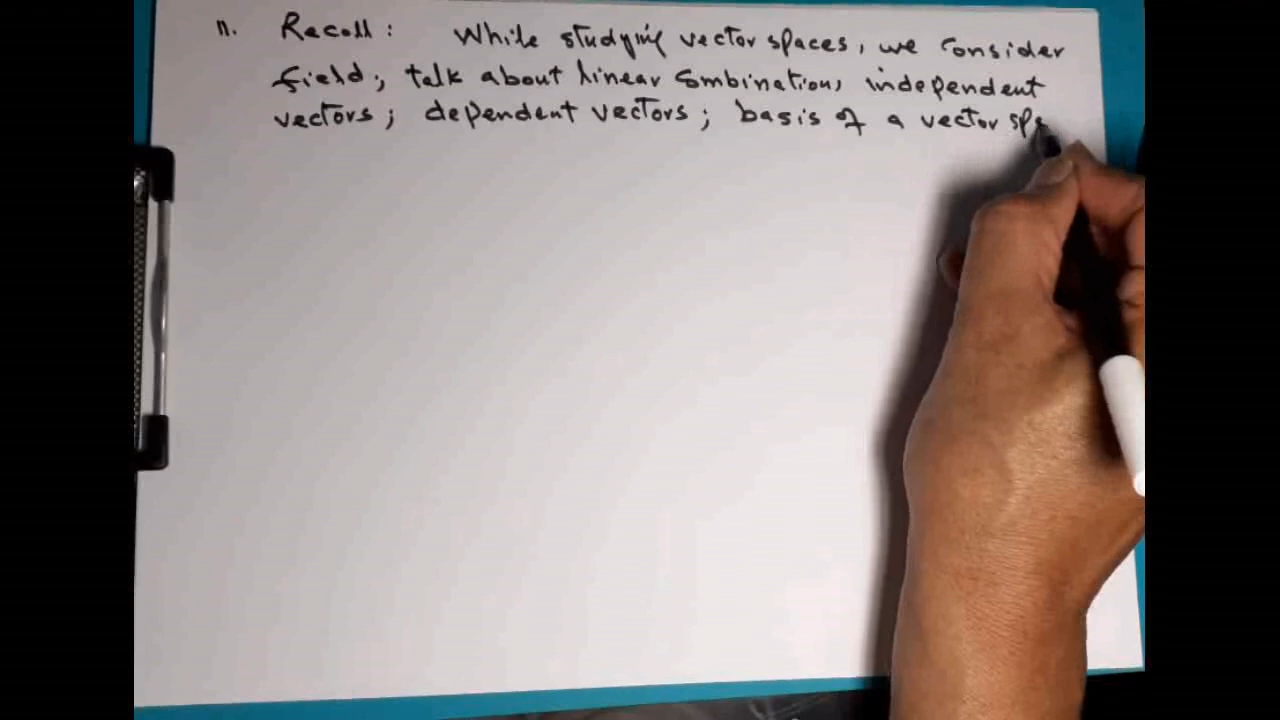 11. Recall: While studying vector spaces, we consider
field; talk about linear combination, independent
vectors; dependent vectors; basis of a vector